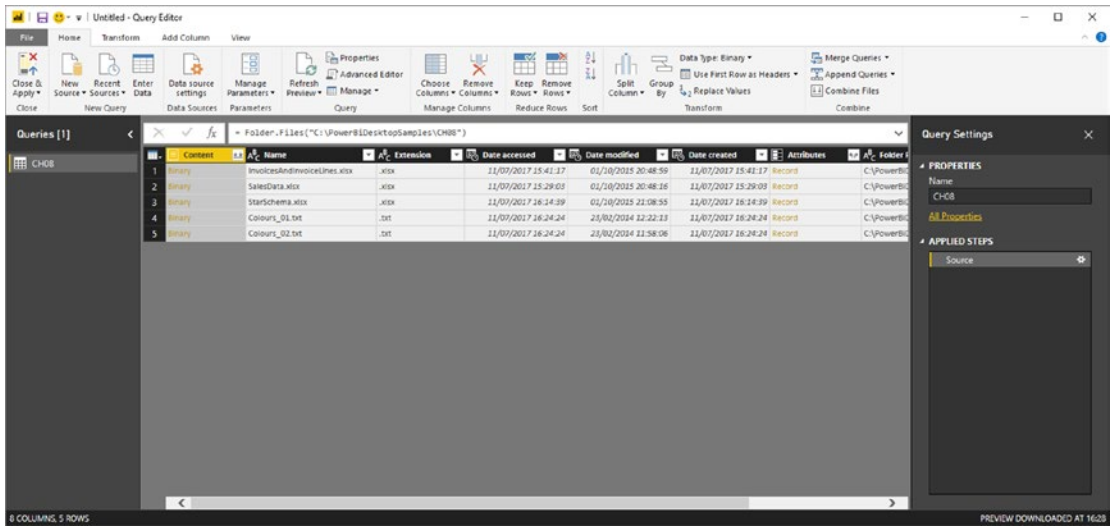 Untitled - Query Editor
File Home Transform Add Column View
Close & Apply
New Source
Recent Sources
Enter Data
Data source settings
Manage Parameters
Refresh Preview
Properties
Advanced Editor
Manage
Choose Columns
Remove Columns
Keep Rows
Remove Rows
Split Column
Group By
Data Type: Binary
Use First Row as Headers
Replace Values
Merge Queries
Append Queries
Combine Files
Close New Query Data Sources Parameters Query Manage Columns Reduce Rows Sort Transform Combine
Queries [1]
CH08
fx = Folder.Files("C:\PowerBiDesktopSamples\CH08")
Content Name Extension Date accessed Date modified Date created Attributes Folder
1 Binary InvoicesAndInvoiceLines.xlsx .xlsx 11/07/2017 15:41:17 01/10/2015 20:48:59 11/07/2017 15:41:17 Record C:\PowerBiD
2 Binary SalesData.xlsx .xlsx 11/07/2017 15:29:03 01/10/2015 20:48:16 11/07/2017 15:29:03 Record C:\PowerBiD
3 Binary StarSchema.xlsx .xlsx 11/07/2017 16:14:39 01/10/2015 21:08:55 11/07/2017 16:14:39 Record C:\PowerBiD
4 Binary Colours_01.txt .txt 11/07/2017 16:24:24 23/02/2014 12:22:13 11/07/2017 16:24:24 Record C:\PowerBiD
5 Binary Colours_02.txt .txt 11/07/2017 16:24:24 23/02/2014 11:58:06 11/07/2017 16:24:24 Record C:\PowerBiD
Query Settings
PROPERTIES
Name
CH08
All Properties
APPLIED STEPS
Source
8 COLUMNS, 5 ROWS
PREVIEW DOWNLOADED AT 16:28